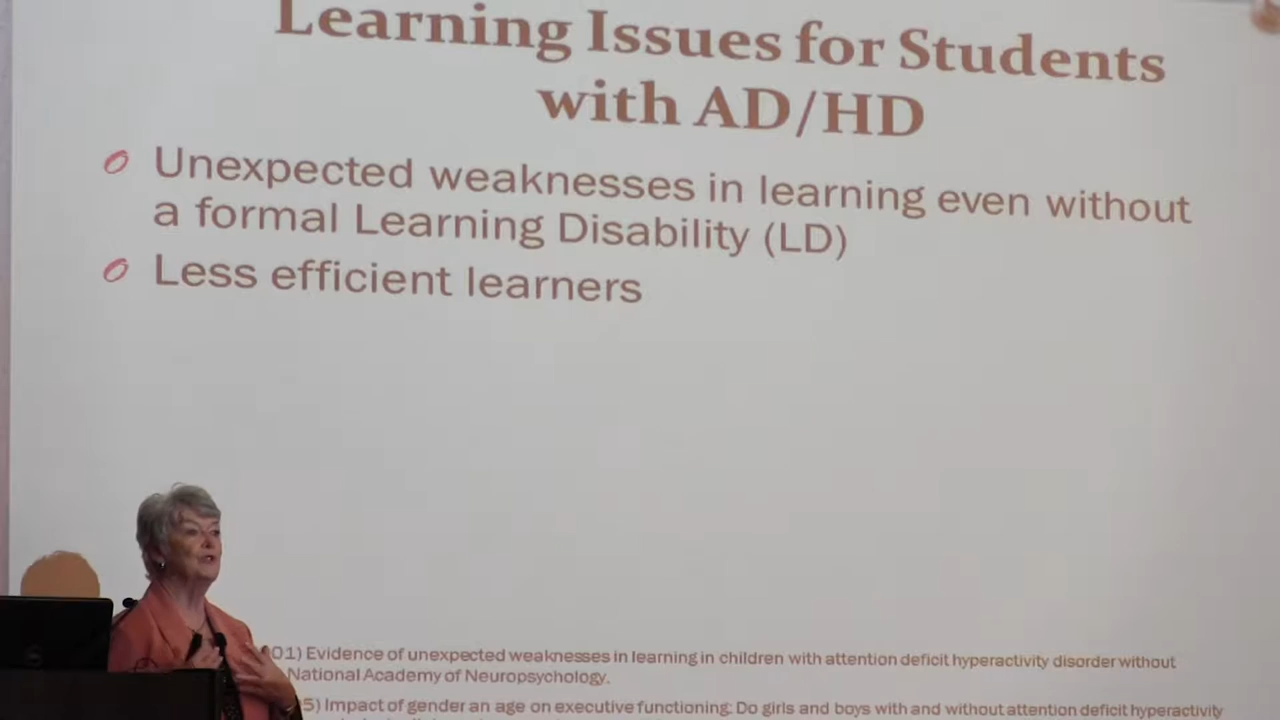 Learning Issues for Students
with AD/HD
Unexpected weaknesses in learning even without
a formal Learning Disability (LD)
Less efficient learners
01) Evidence of unexpected weaknesses in learning in children with attention deficit hyperactivity disorder without
National Academy of Neuropsychology.
5) Impact of gender an age on executive functioning: Do girls and boys with and without attention deficit hyperactivity